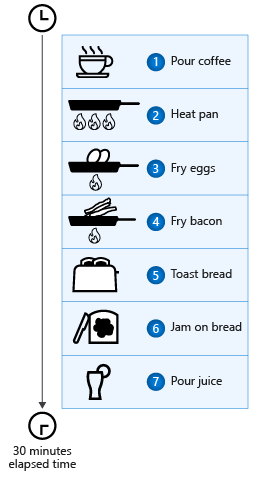 1 Pour coffee
2 Heat pan
3 Fry eggs
4 Fry bacon
5 Toast bread
6 Jam on bread
7 Pour juice
30 minutes
elapsed time